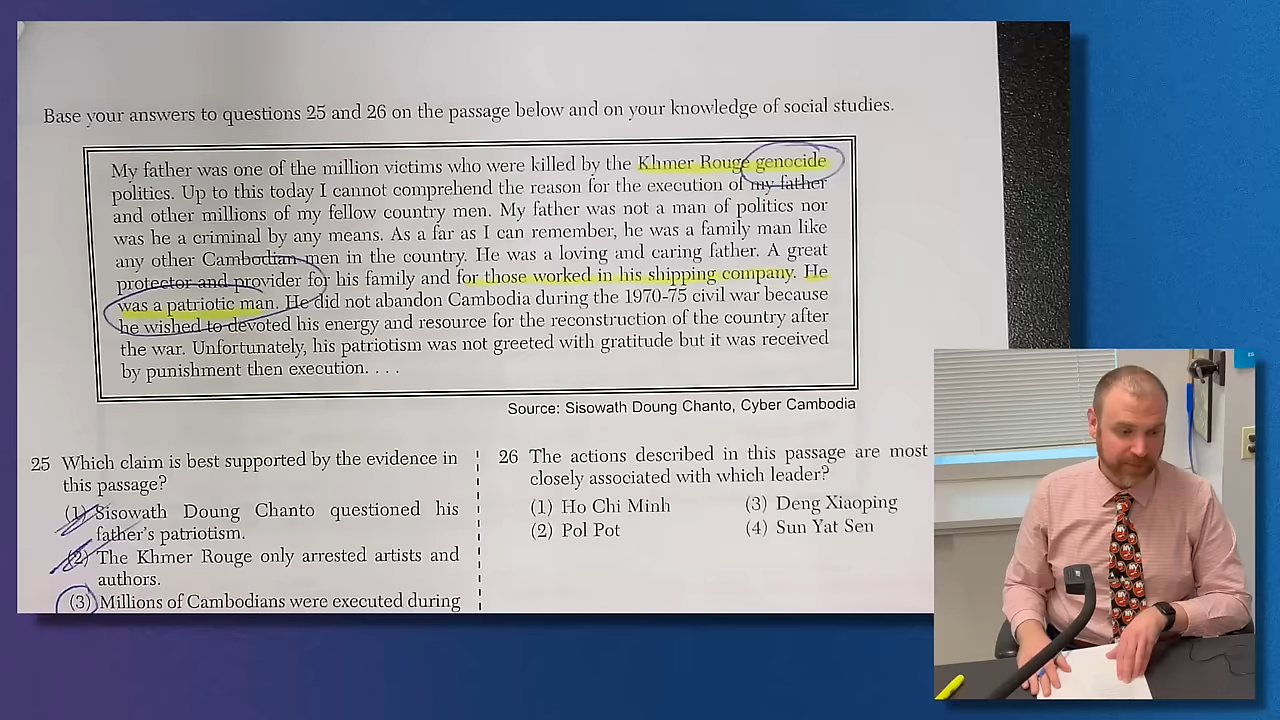 Base your answers to questions 25 and 26 on the passage below and on your knowledge of social studies.
My father was one of the million victims who were killed by the Khmer Rouge genocide
politics. Up to this today I cannot comprehend the reason for the execution of my father
and other millions of my fellow country men. My father was not a man of politics nor
was he a criminal by any means. As a far as I can remember, he was a family man like
any other Cambodian men in the country. He was a loving and caring father. A great
protector and provider for his family and for those worked in his shipping company. He
was a patriotic man. He did not abandon Cambodia during the 1970-75 civil war because
he wished to devoted his energy and resource for the reconstruction of the country after
the war. Unfortunately, his patriotism was not greeted with gratitude but it was received
by punishment then execution. . . .
Source: Sisowath Doung Chanto, Cyber Cambodia
25 Which claim is best supported by the evidence in
this passage?
(1) Sisowath Doung Chanto questioned his
father's patriotism.
(2) The Khmer Rouge only arrested artists and
authors.
(3) Millions of Cambodians were executed during
26 The actions described in this passage are most
closely associated with which leader?
(1) Ho Chi Minh (3) Deng Xiaoping
(2) Pol Pot (4) Sun Yat Sen